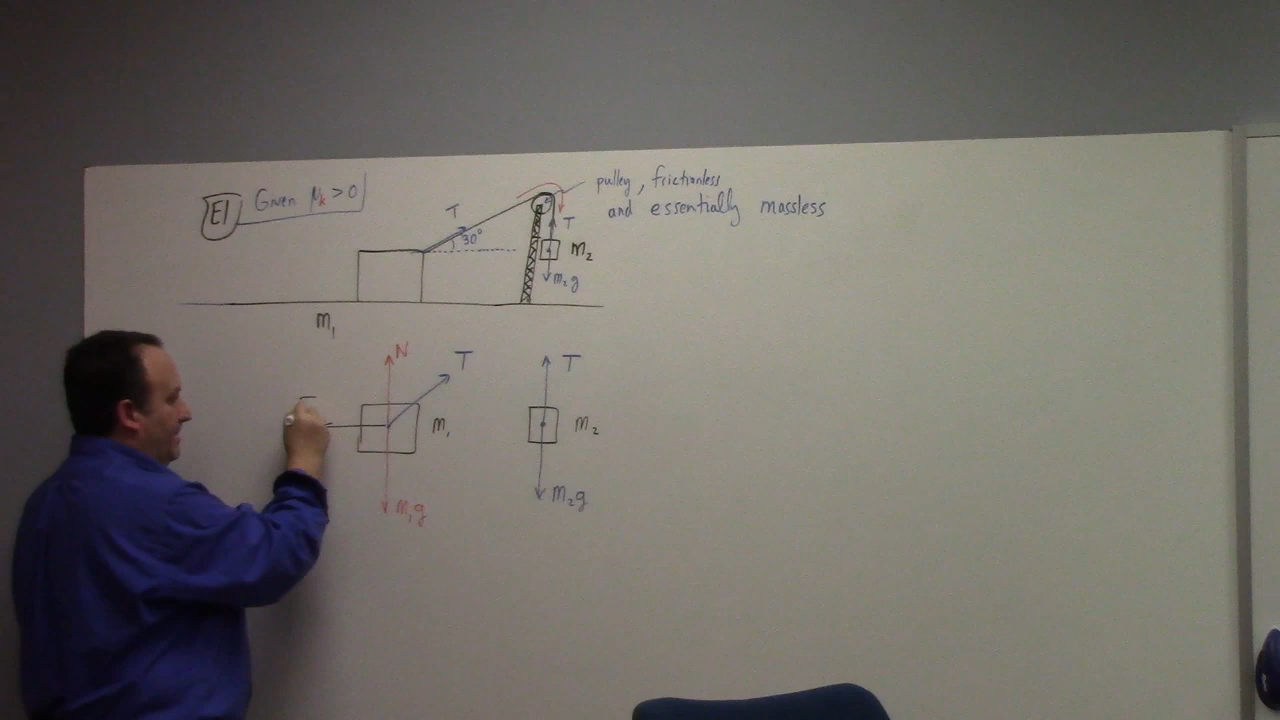 E1 Given μk > 0
pulley, frictionless
and essentially massless
T
30°
T
m₂
m₂g
m₁
N
T
m₁
m₁g
T
m₂
m₂g